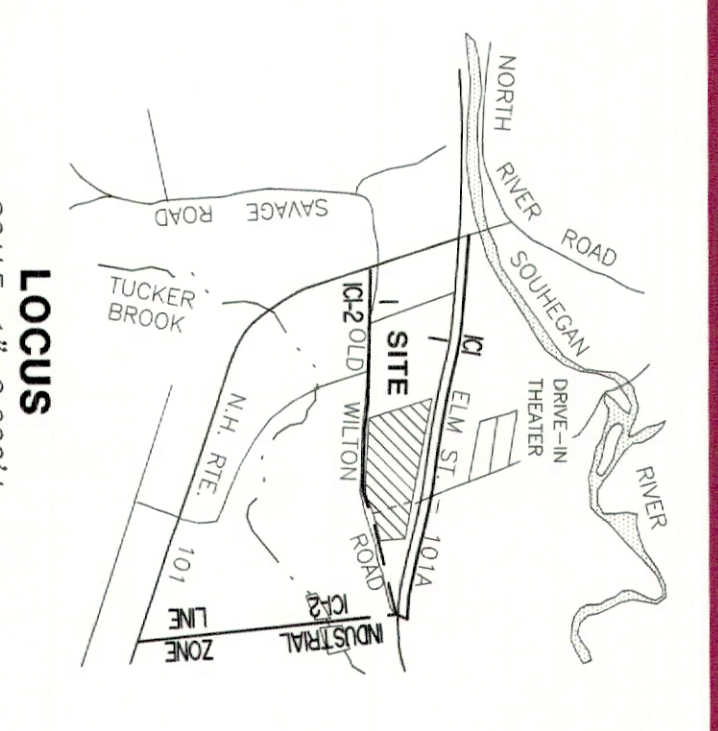 NORTH
RIVER
ROAD
SOUHEGAN
RIVER
DRIVE-IN
THEATER
ICI
ELM ST. - 101A
SITE
I
I
ICI-2
OLD
WILTON
ROAD
SAVAGE
ROAD
TUCKER
BROOK
N.H. RTE.
101
ICI-2
INDUSTRIAL
LINE
ZONE
LOCUS